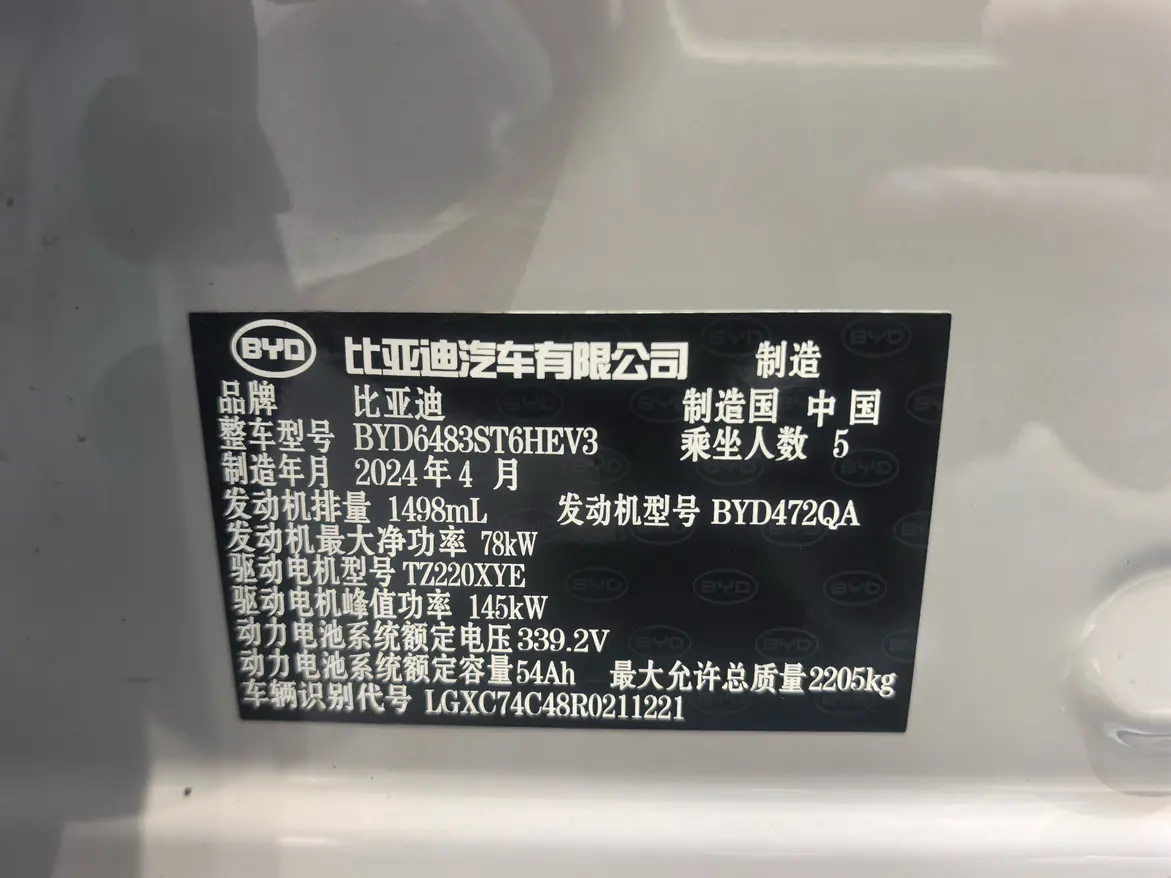 BYD 比亚迪汽车有限公司 制造
品牌 比亚迪 制造国 中国
整车型号 BYD6483ST6HEV3 乘坐人数 5
制造年月 2024年4月
发动机排量 1498mL 发动机型号 BYD472QA
发动机最大净功率 78kW
驱动电机型号 TZ220XYE
驱动电机峰值功率 145kW
动力电池系统额定电压 339.2V
动力电池系统额定容量 54Ah 最大允许总质量 2205kg
车辆识别代号 LGXC74C48R0211221